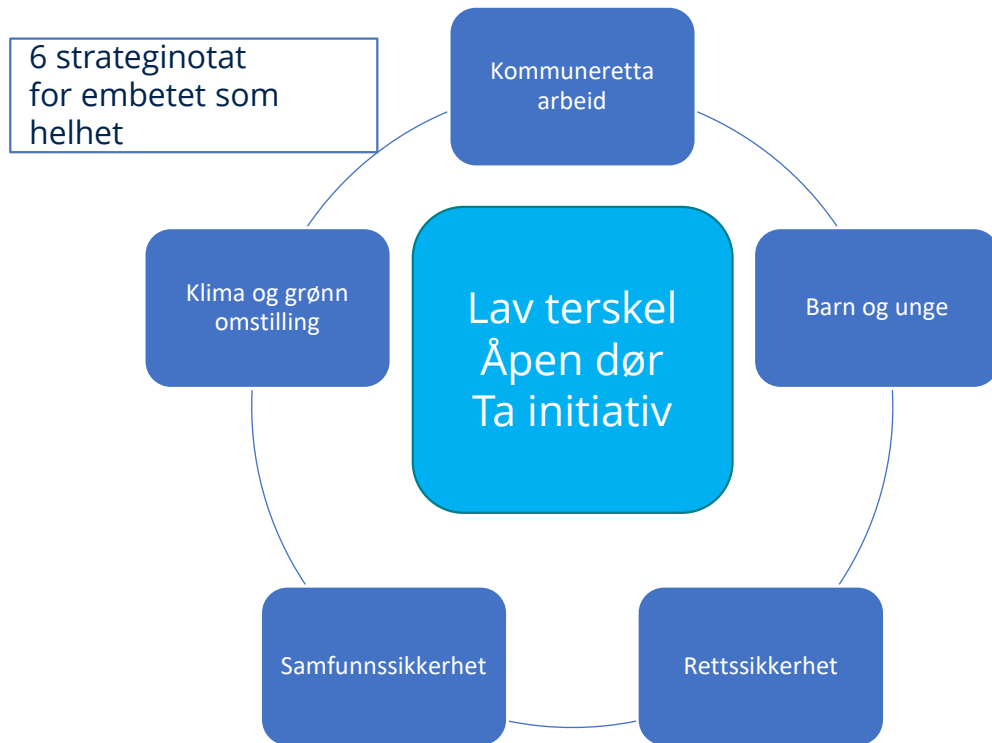 6 strateginotat
for embetet som
helhet
Kommuneretta
arbeid
Klima og grønn
omstilling
Lav terskel
Åpen dør
Ta initiativ
Barn og unge
Samfunnssikkerhet
Rettssikkerhet